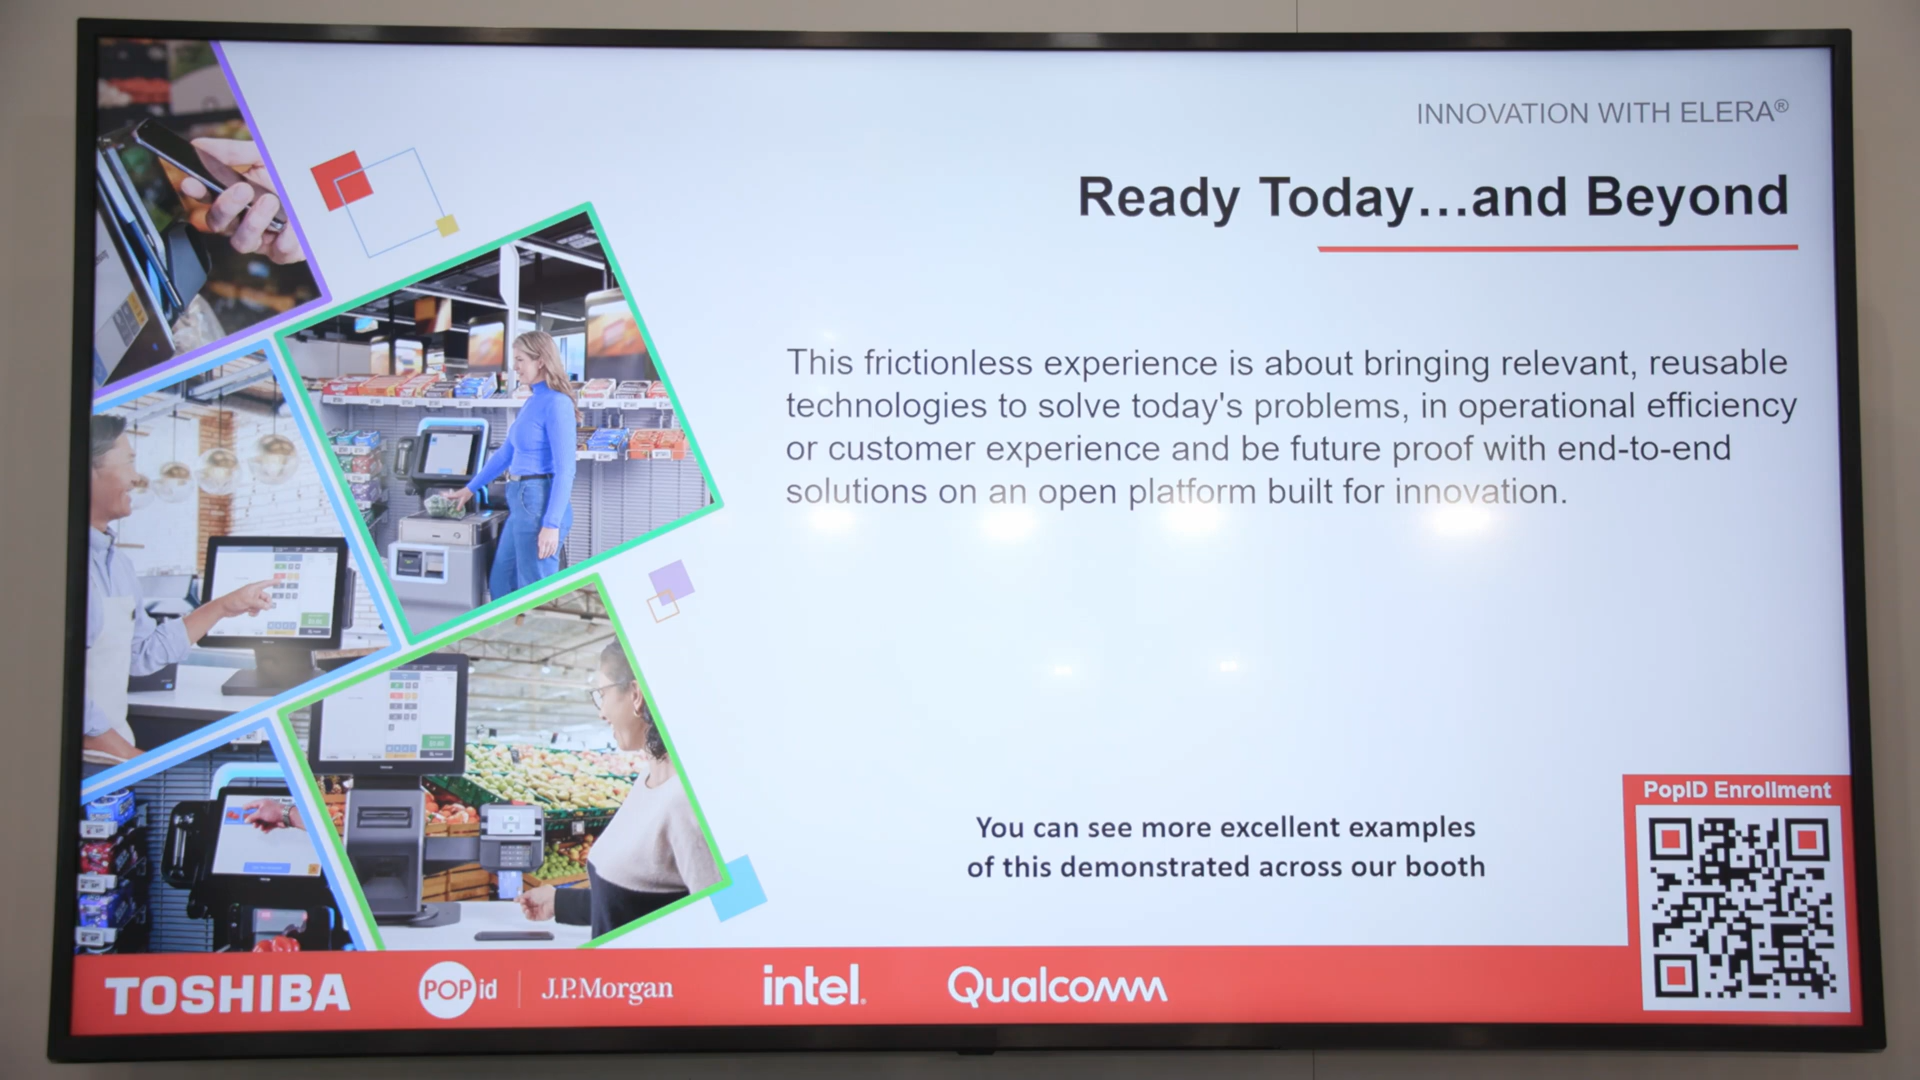 INNOVATION WITH ELERA®
Ready Today...and Beyond
This frictionless experience is about bringing relevant, reusable
technologies to solve today's problems, in operational efficiency
or customer experience and be future proof with end-to-end
solutions on an open platform built for innovation.
You can see more excellent examples
of this demonstrated across our booth
PopID Enrollment
TOSHIBA
POPid
J.P.Morgan
intel.
Qualcomm